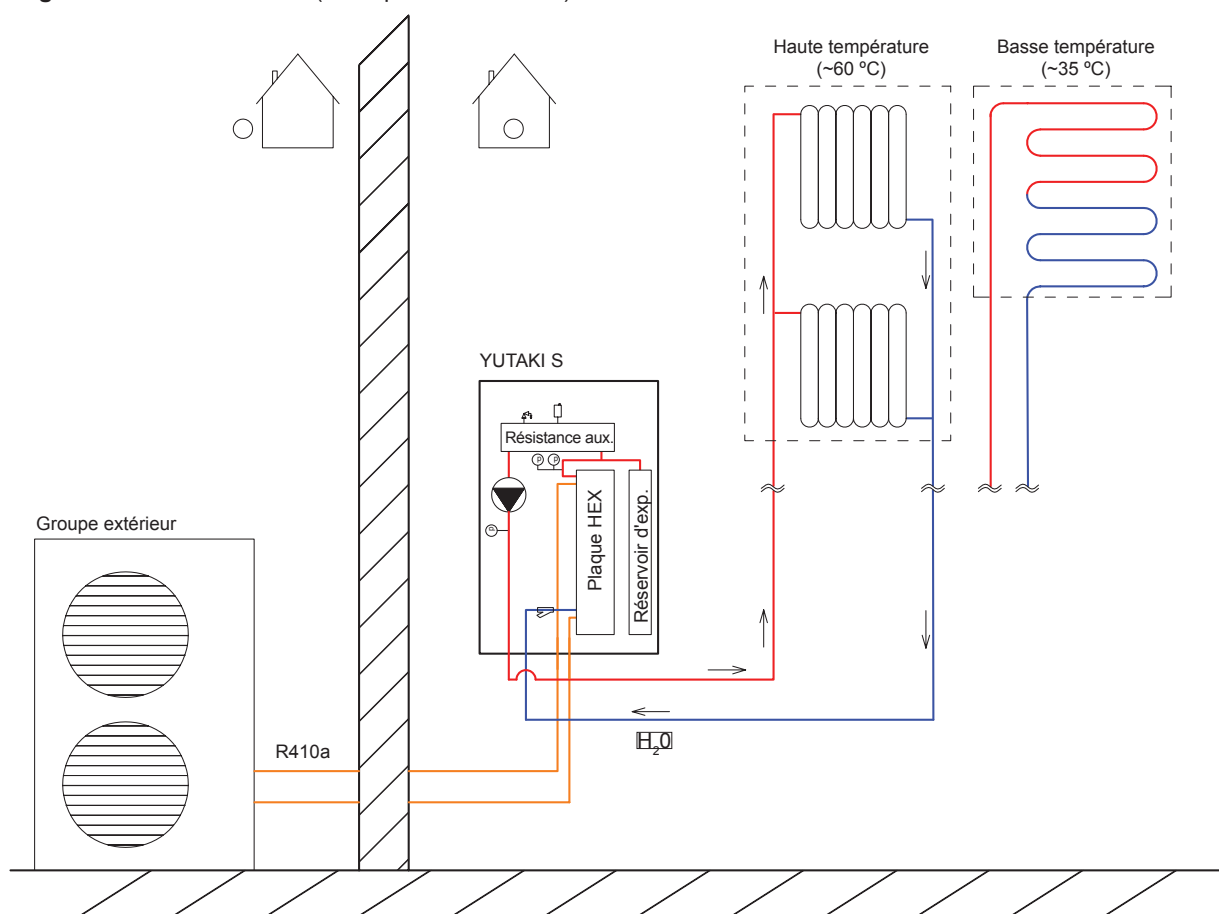 Haute température
(~60 ºC)
Basse température
(~35 ºC)
YUTAKI S
Résistance aux.
P P
P
Plaque HEX
Réservoir d'exp.
Groupe extérieur
R410a
H20